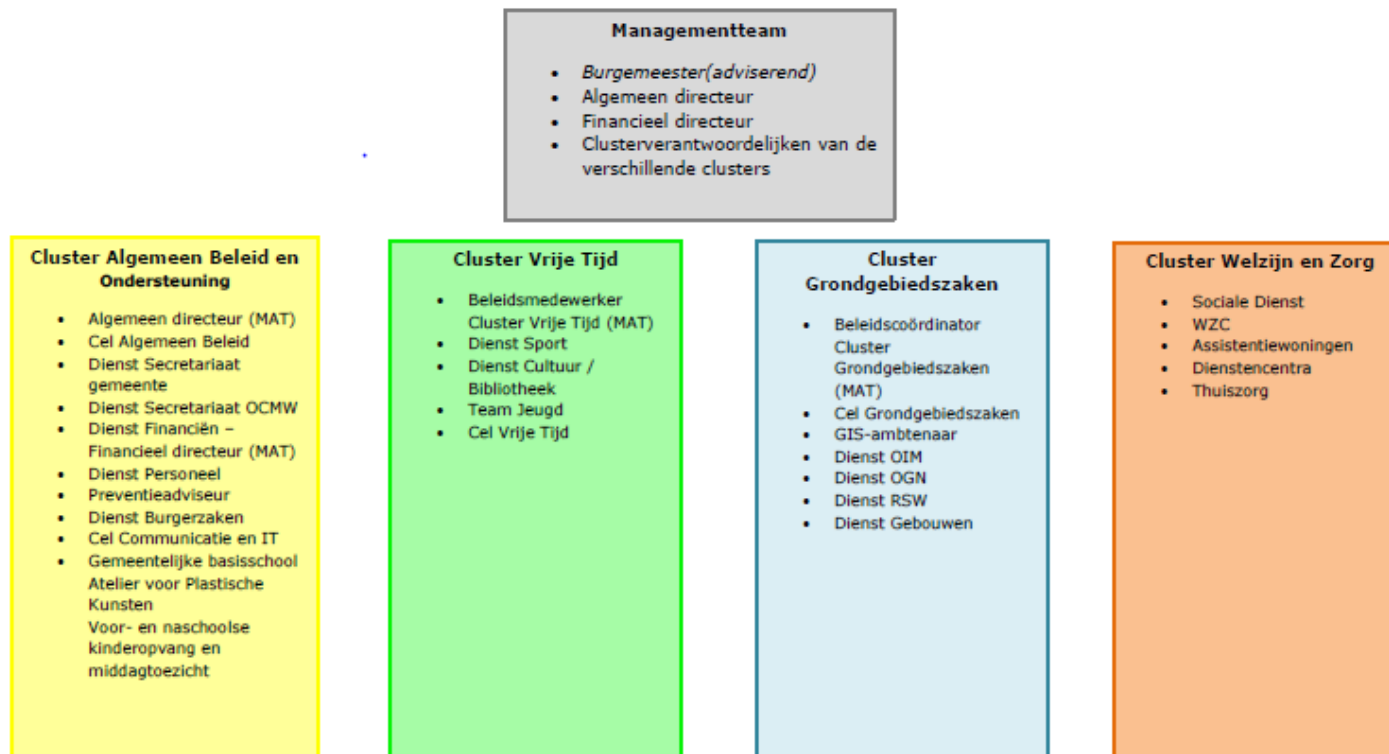 Managementteam
• Burgemeester(adviserend)
• Algemeen directeur
• Financieel directeur
• Clusterverantwoordelijken van de
verschillende clusters
Cluster Algemeen Beleid en
Ondersteuning
• Algemeen directeur (MAT)
• Cel Algemeen Beleid
• Dienst Secretariaat
gemeente
• Dienst Secretariaat OCMW
• Dienst Financiën –
Financieel directeur (MAT)
• Dienst Personeel
• Preventieadviseur
• Dienst Burgerzaken
• Cel Communicatie en IT
• Gemeentelijke basisschool
Atelier voor Plastische
Kunsten
Voor- en naschoolse
kinderopvang en
middagtoezicht
Cluster Vrije Tijd
• Beleidsmedewerker
Cluster Vrije Tijd (MAT)
• Dienst Sport
• Dienst Cultuur /
Bibliotheek
• Team Jeugd
• Cel Vrije Tijd
Cluster
Grondgebiedszaken
• Beleidscoördinator
Cluster
Grondgebiedszaken
(MAT)
• Cel Grondgebiedszaken
• GIS-ambtenaar
• Dienst OIM
• Dienst OGN
• Dienst RSW
• Dienst Gebouwen
Cluster Welzijn en Zorg
• Sociale Dienst
• WZC
• Assistentiewoningen
• Dienstencentra
• Thuiszorg